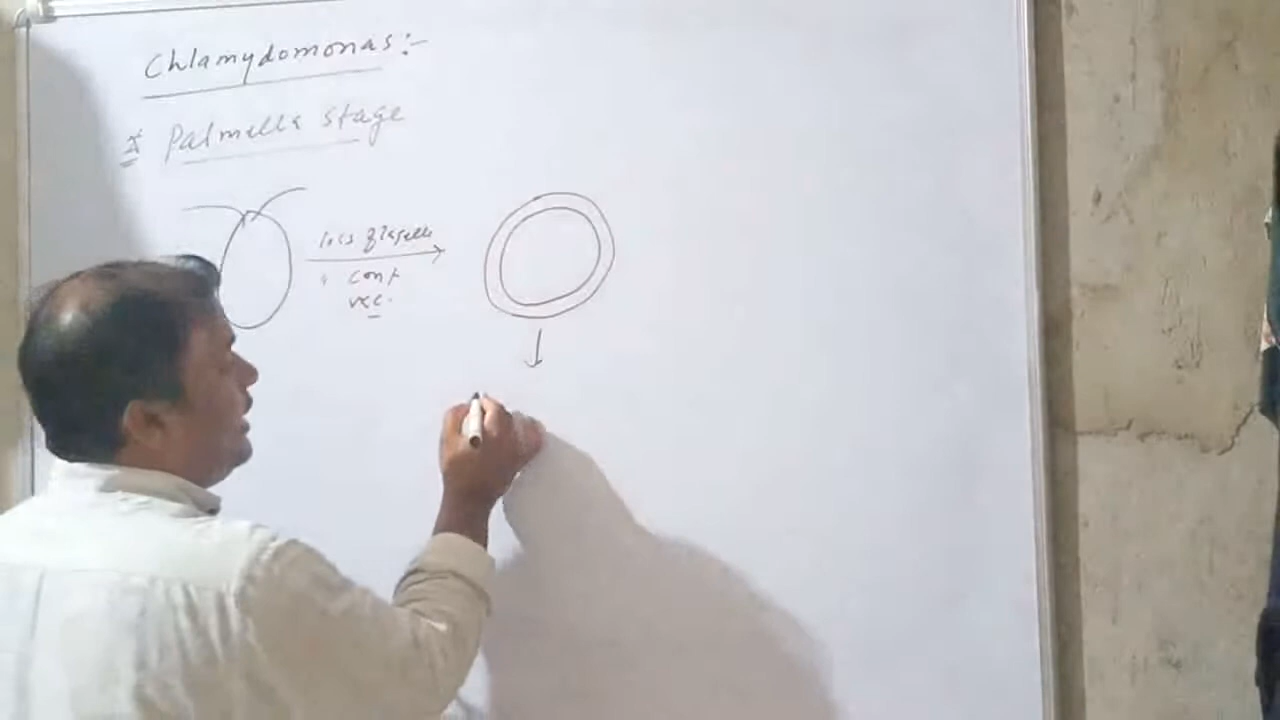 Chlamydomonas:-
* Palmella stage
loss flagella
+ cont
vac.